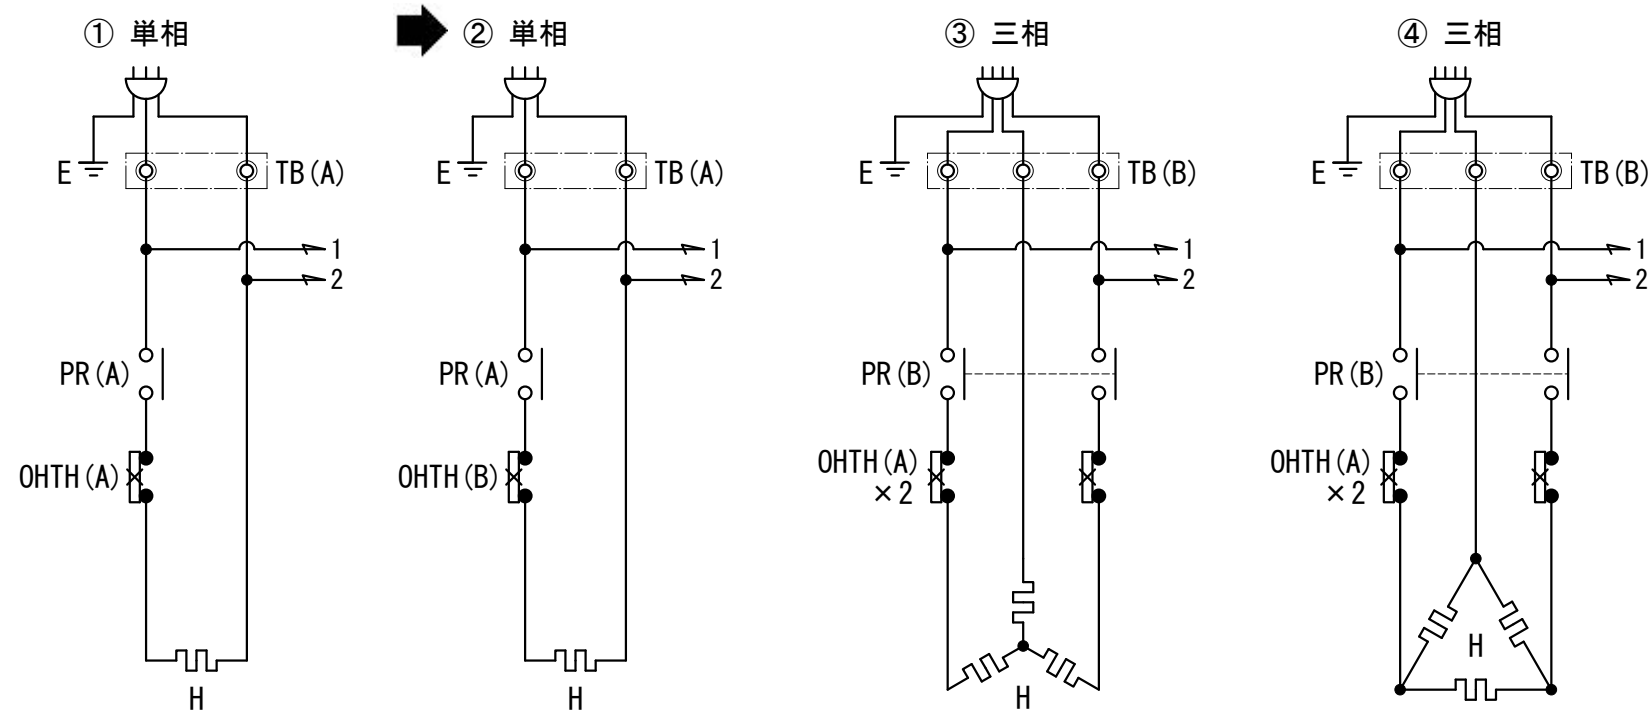 ① 単相
② 単相
③ 三相
④ 三相
E
TB(A)
E
TB(A)
E
TB(B)
E
TB(B)
1
1
1
1
2
2
2
2
PR(A)
PR(A)
PR(B)
PR(B)
OHTH(A)
OHTH(B)
OHTH(A)
×2
OHTH(A)
×2
H
H
H
H